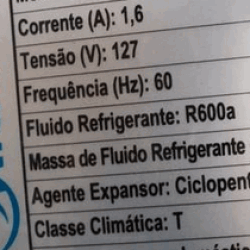 Corrente (A): 1,6
Tensão (V): 127
Frequência (Hz): 60
Fluido Refrigerante: R600a
Massa de Fluido Refrigerante
Agente Expansor: Ciclopent
Classe Climática: T